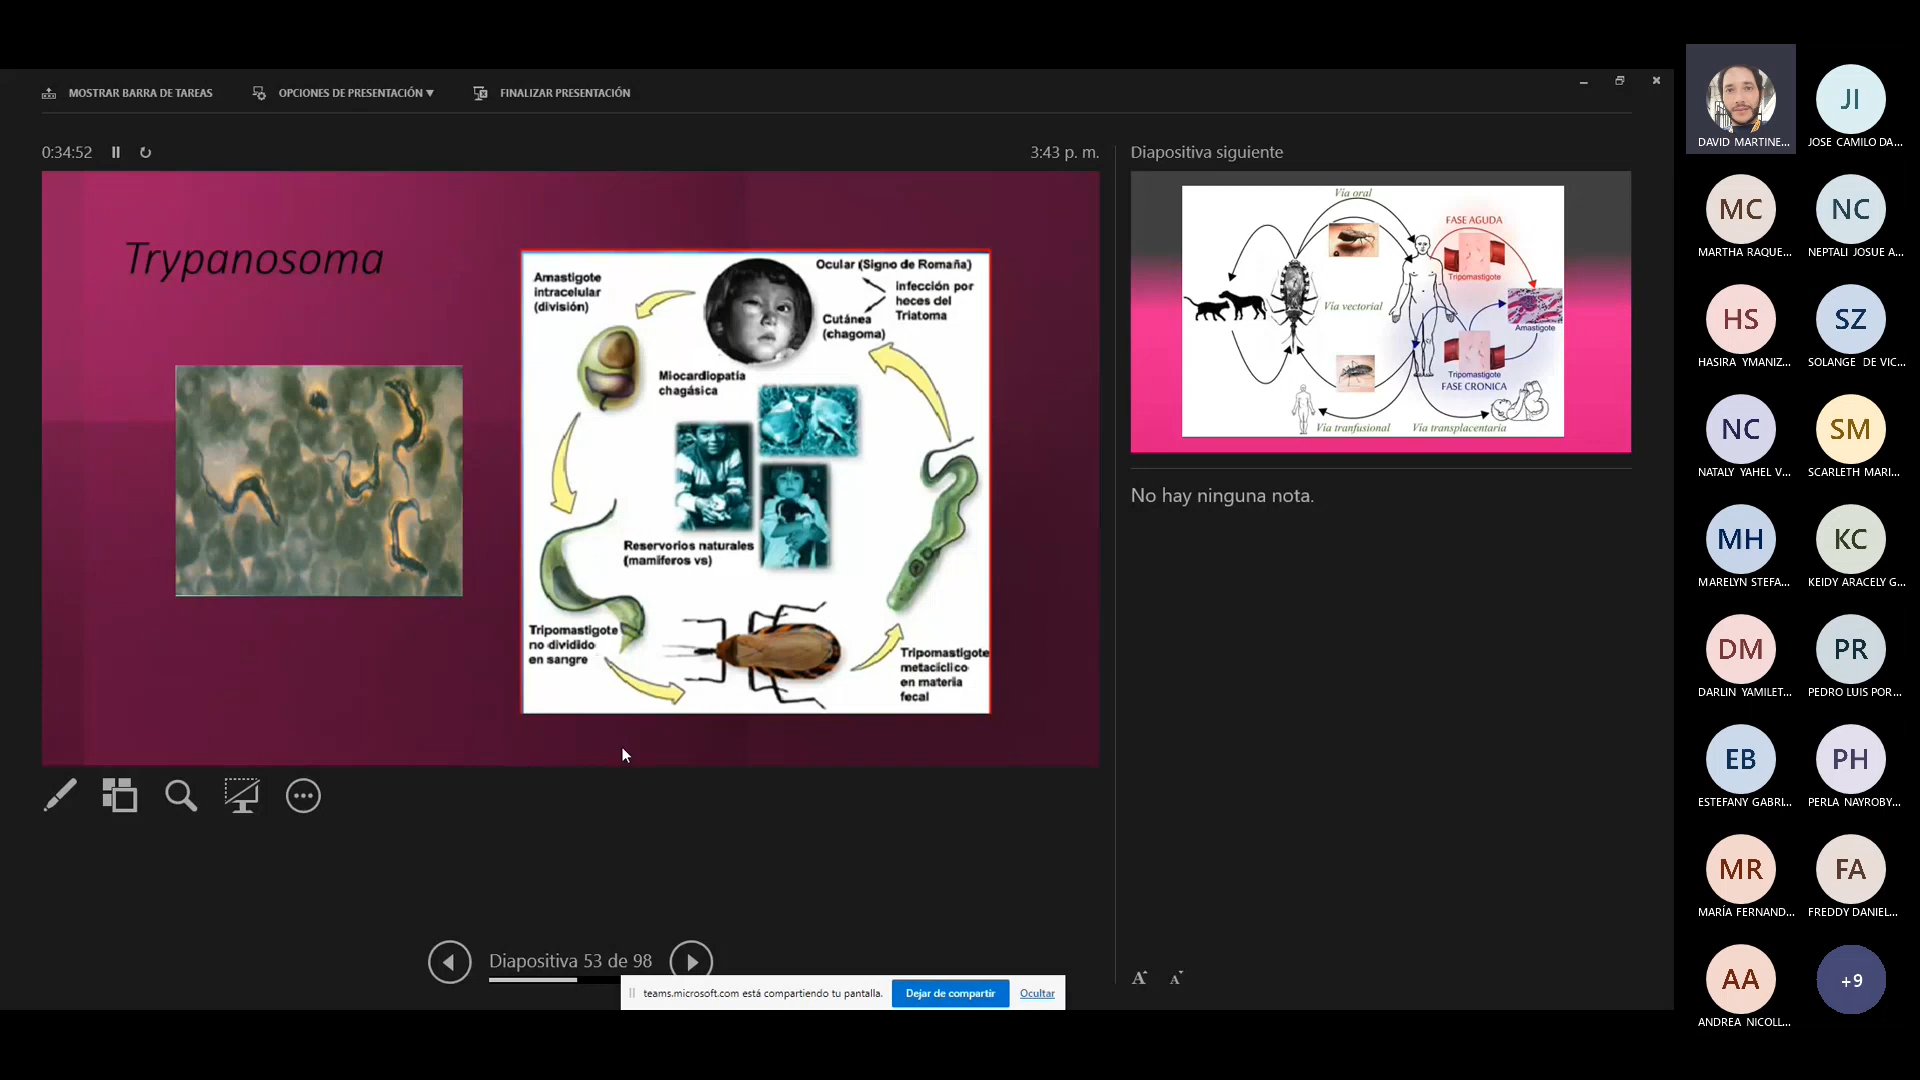 MOSTRAR BARRA DE TAREAS
OPCIONES DE PRESENTACIÓN ▼
FINALIZAR PRESENTACIÓN
0:34:52
3:43 p. m.
Trypanosoma
Amastigote
intracelular
(división)
Ocular (Signo de Romaña)
Infección por
heces del
Triatoma
Cutánea
(chagoma)
Miocardiopatía
chagásica
Reservorios naturales
(mamiferos vs)
Tripomastigote
no dividido
en sangre
Tripomastigote
metacíclico
en materia
fecal
Diapositiva 53 de 98
Diapositiva siguiente
Vía oral
FASE AGUDA
Tripomastigote
Vía vectorial
Amastigote
Tripomastigote
FASE CRONICA
Vía tranfusional
Vía transplacentaria
No hay ninguna nota.
A A
teams.microsoft.com está compartiendo tu pantalla.
Dejar de compartir
Ocultar
DAVID MARTINE...
JI
JOSE CAMILO DA...
MC
MARTHA RAQUE...
NC
NEPTALI JOSUE A...
HS
HASIRA YMANIZ...
SZ
SOLANGE DE VIC...
NC
NATALY YAHEL V...
SM
SCARLETH MARI...
MH
MARELYN STEFA...
KC
KEIDY ARACELY G...
DM
DARLIN YAMILET...
PR
PEDRO LUIS POR...
EB
ESTEFANY GABRI...
PH
PERLA NAYROBY...
MR
MARÍA FERNAND...
FA
FREDDY DANIEL...
AA
ANDREA NICOLL...
+9